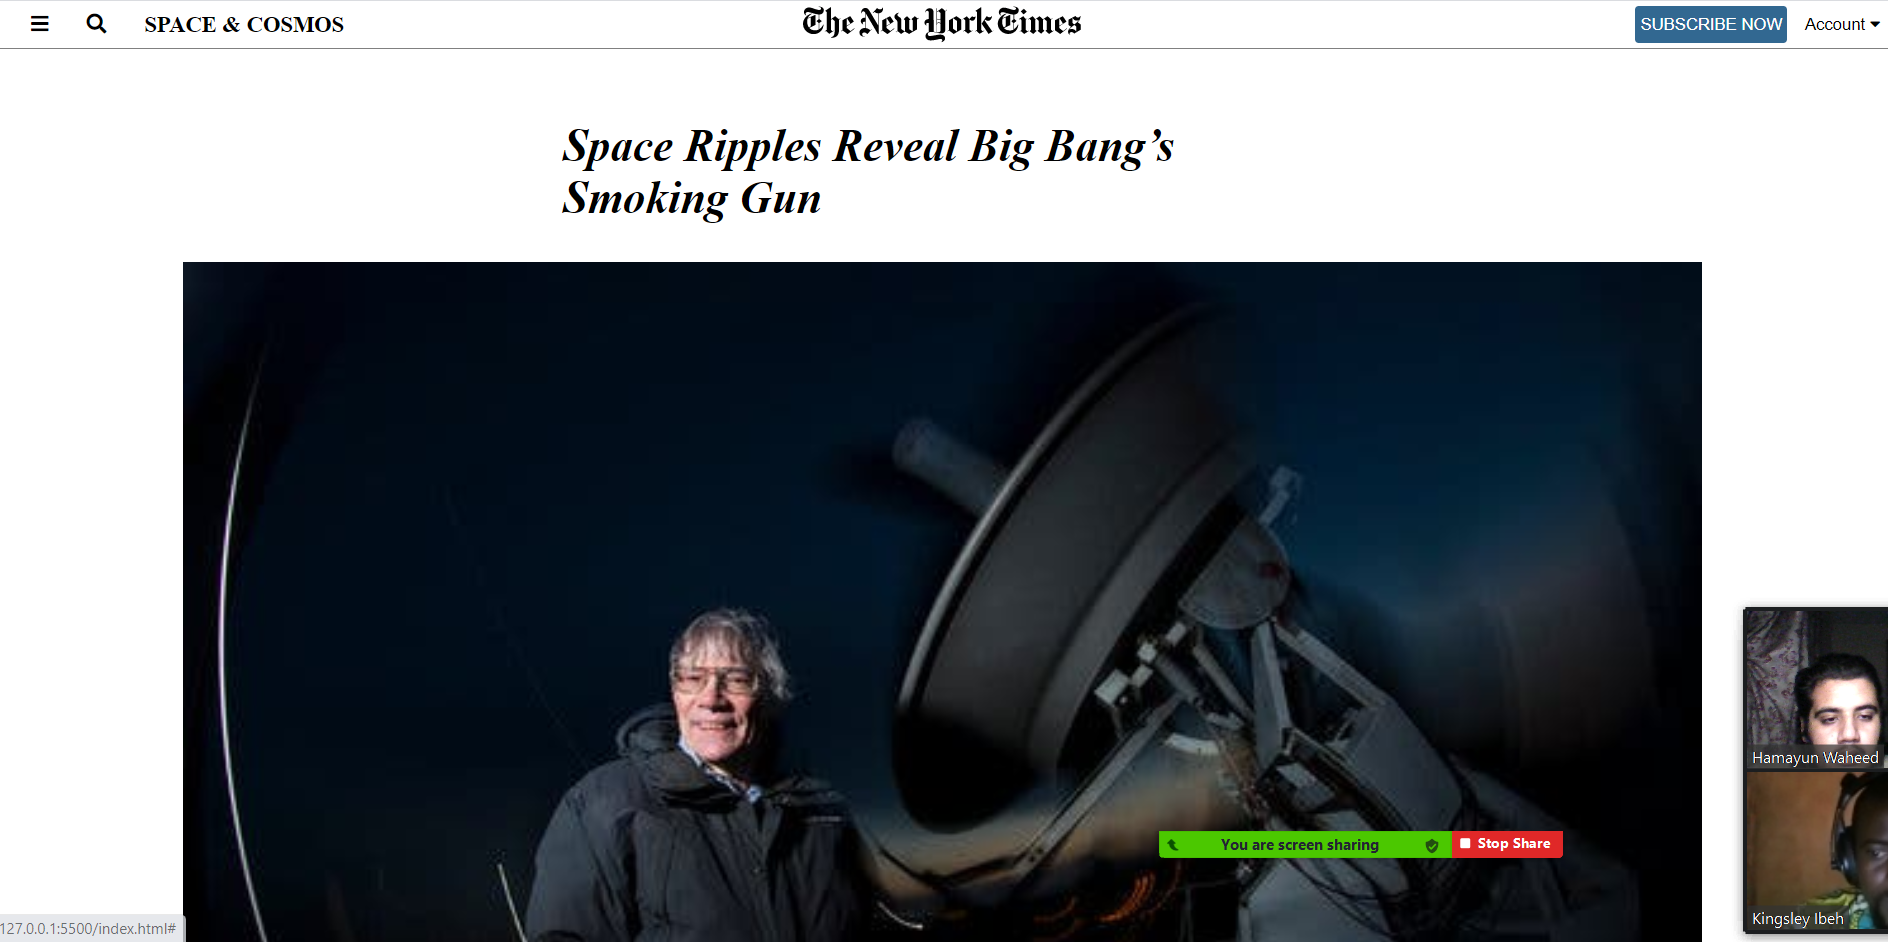 SPACE & COSMOS
The New York Times
SUBSCRIBE NOW
Account
Space Ripples Reveal Big Bang’s
Smoking Gun
Hamayun Waheed
You are screen sharing
Stop Share
Kingsley Ibeh
127.0.0.1:5500/index.html#